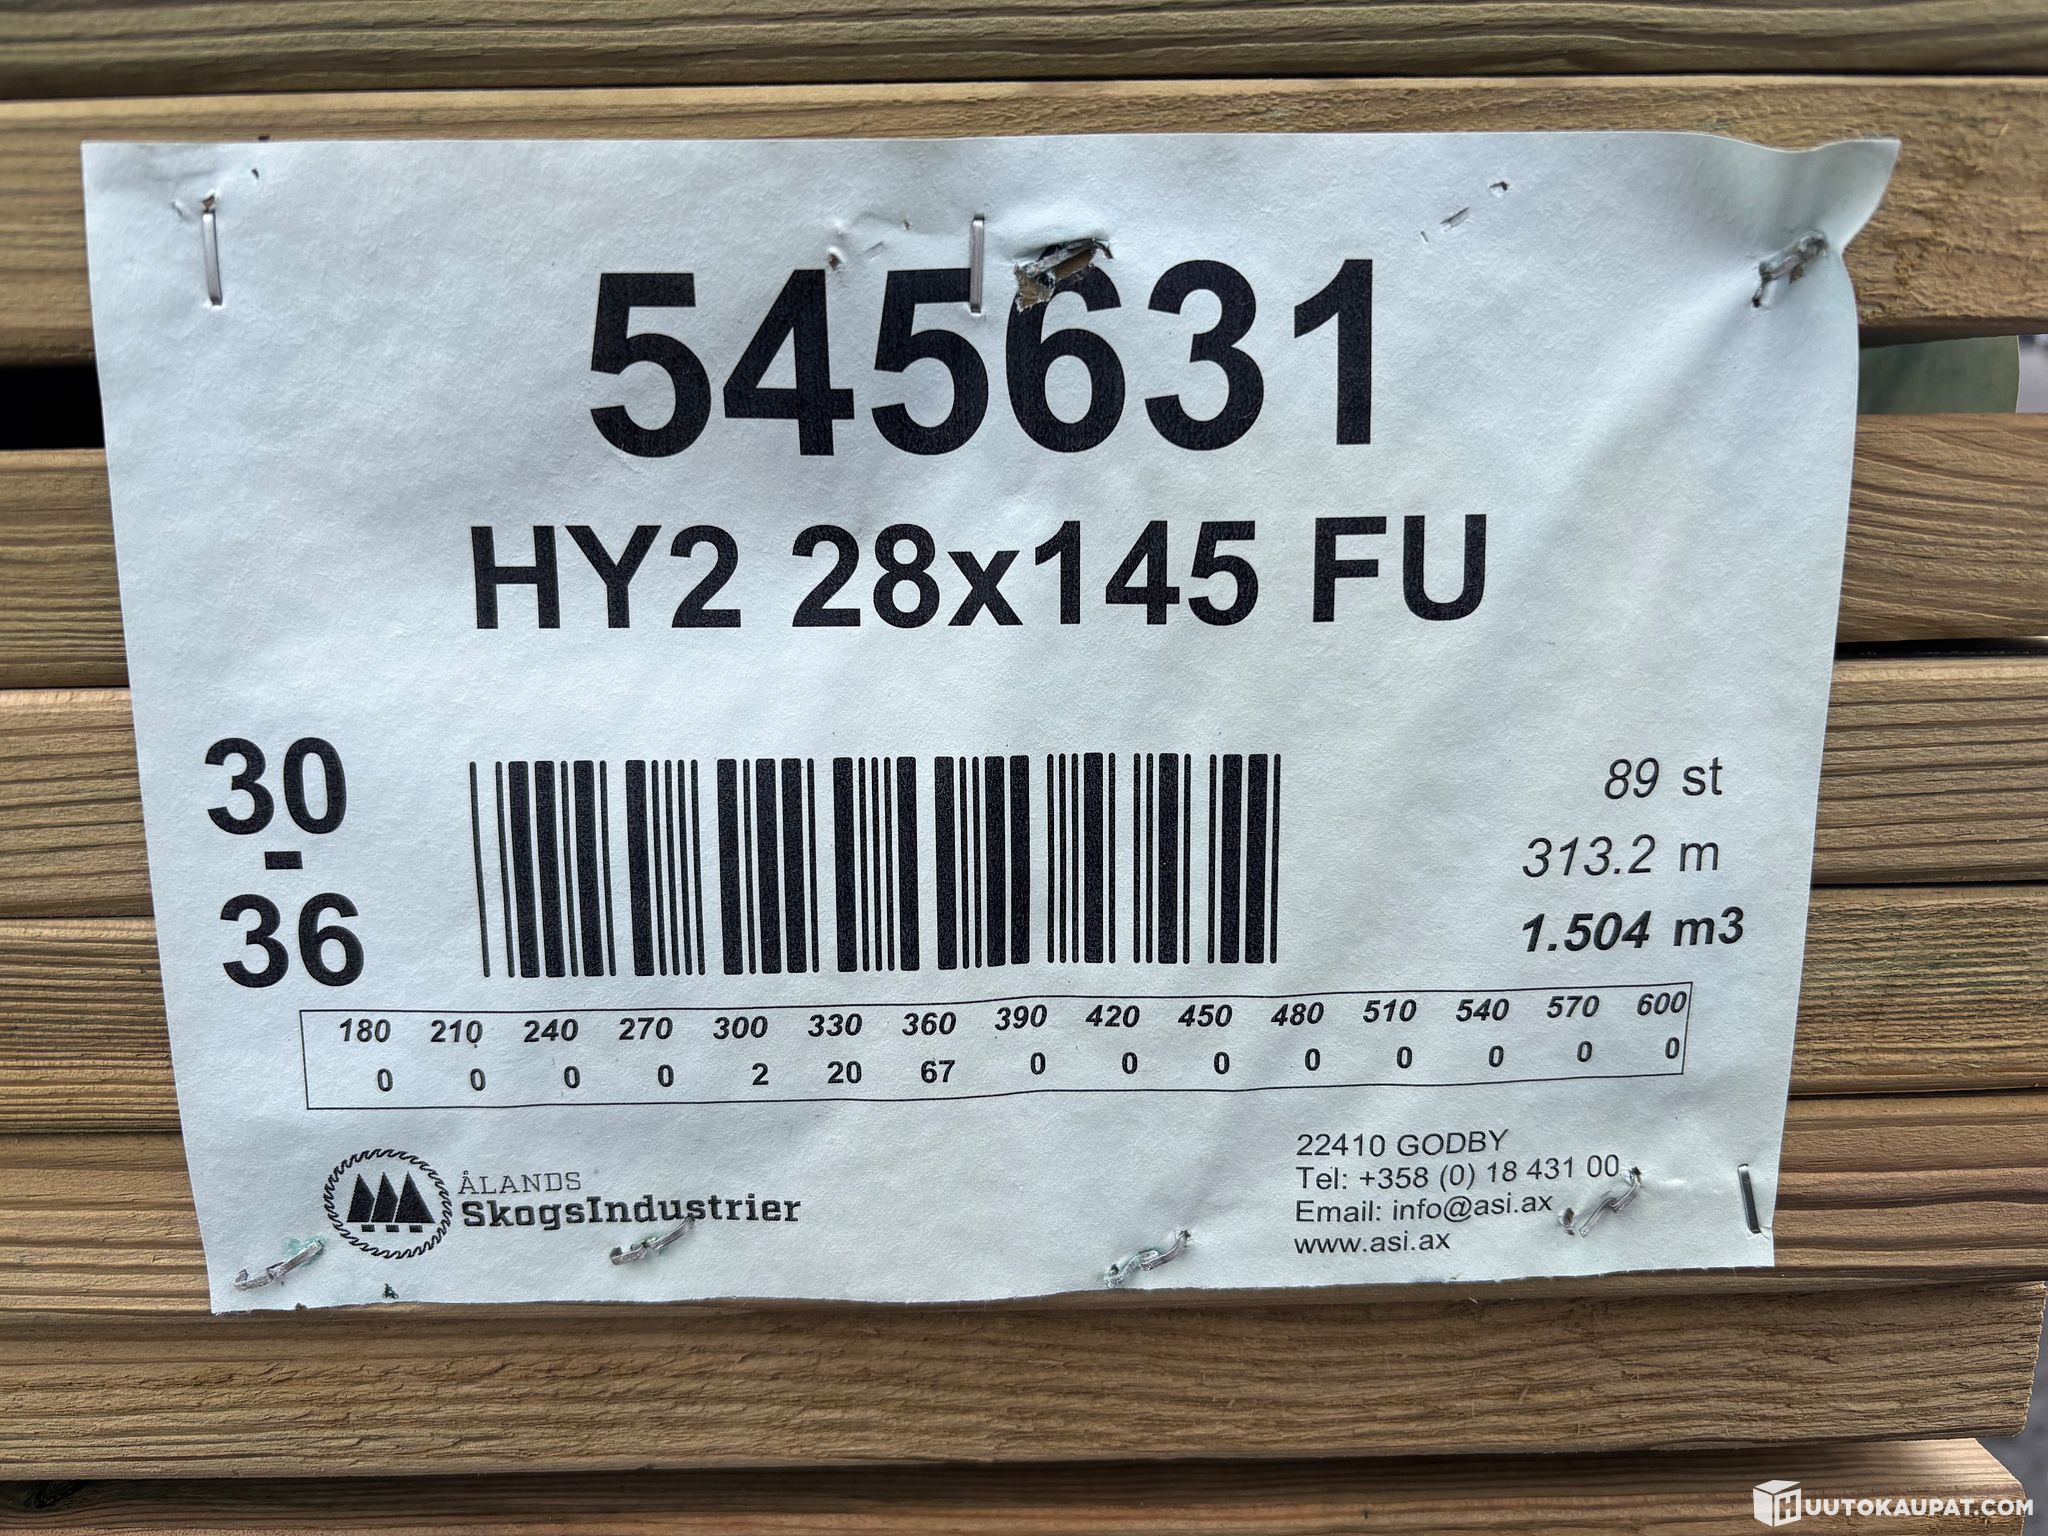 545631
HY2 28x145 FU
30
-
36
89 st
313.2 m
1.504 m3
180 210 240 270 300 330 360 390 420 450 480 510 540 570 600
0 0 0 0 2 20 67 0 0 0 0 0 0 0 0
ÅLANDS
SkogsIndustrier
22410 GODBY
Tel: +358 (0) 18 431 00
Email: info@asi.ax
www.asi.ax
HUUTOKAUPAT.COM